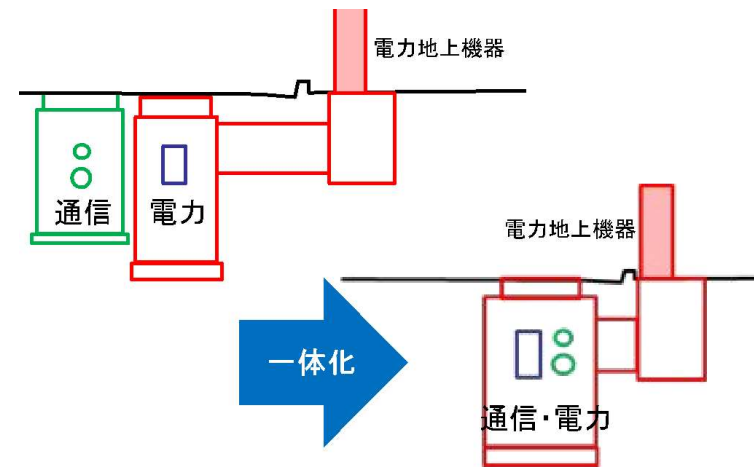 電力地上機器
通信
電力
電力地上機器
一体化
通信・電力